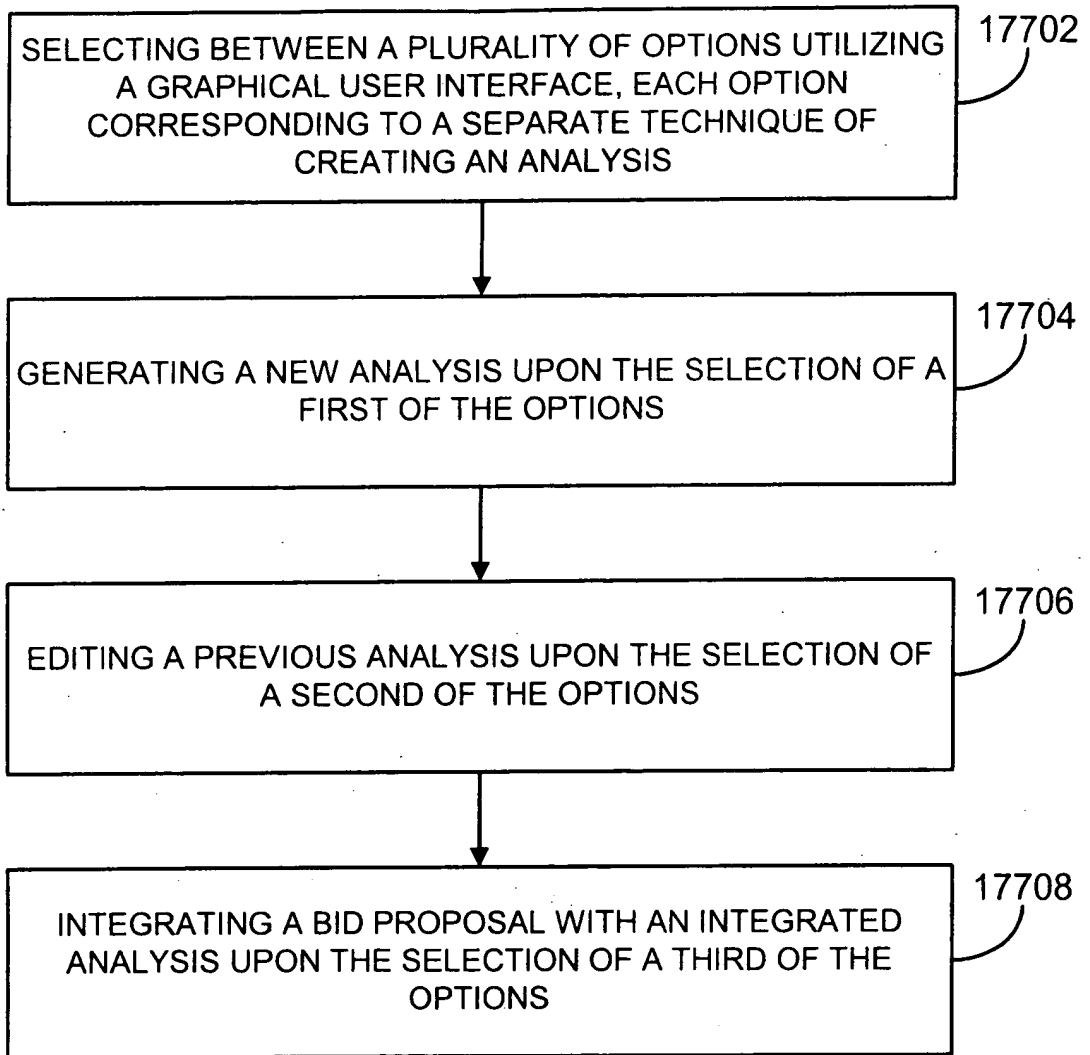 SELECTING BETWEEN A PLURALITY OF OPTIONS UTILIZING
A GRAPHICAL USER INTERFACE, EACH OPTION
CORRESPONDING TO A SEPARATE TECHNIQUE OF
CREATING AN ANALYSIS
17702
GENERATING A NEW ANALYSIS UPON THE SELECTION OF A
FIRST OF THE OPTIONS
17704
EDITING A PREVIOUS ANALYSIS UPON THE SELECTION OF
A SECOND OF THE OPTIONS
17706
INTEGRATING A BID PROPOSAL WITH AN INTEGRATED
ANALYSIS UPON THE SELECTION OF A THIRD OF THE
OPTIONS
17708